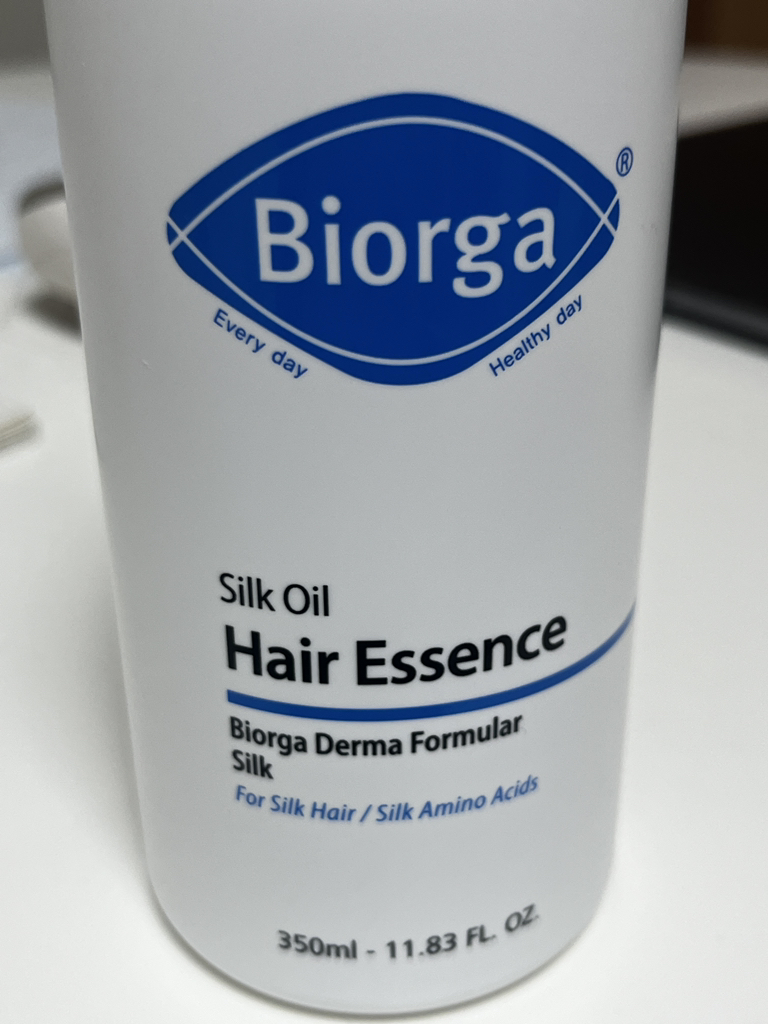 Biorga®
Every day
Healthy day
Silk Oil
Hair Essence
Biorga Derma Formular
Silk
For Silk Hair / Silk Amino Acids
350ml - 11.83 FL. OZ.